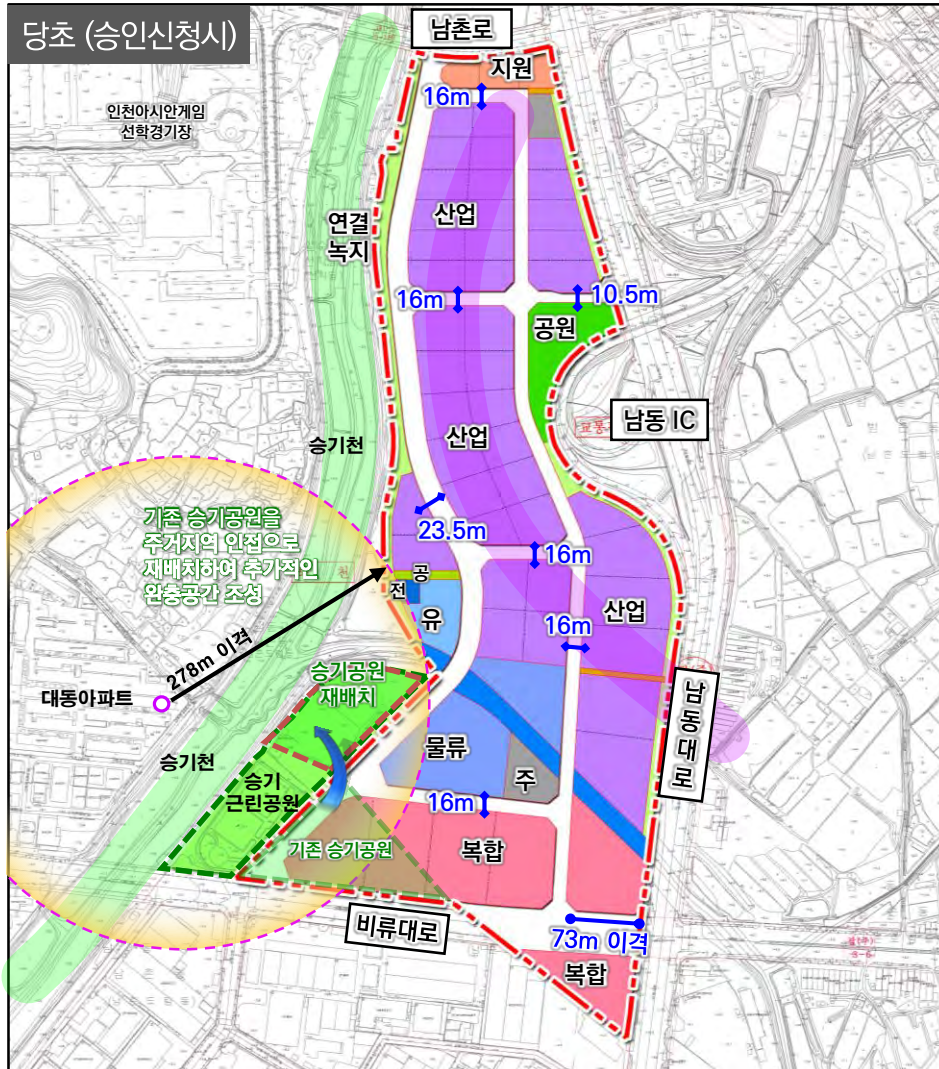 당초 (승인신청시)
남촌로
지원
16m
인천아시안게임
선학경기장
산업
연결
녹지
16m
10.5m
공원
남동 IC
산업
승기천
23.5m
기존 승기공원을
주거지역 인접으로
재배치하여 추가적인
완충공간 조성
천
16m
공
전
유
산업
16m
278m 이격
승기공원
재배치
대동아파트
남동대로
물류
주
승기천
승기
근린공원
16m
기존 승기공원
복합
비류대로
73m 이격
복합